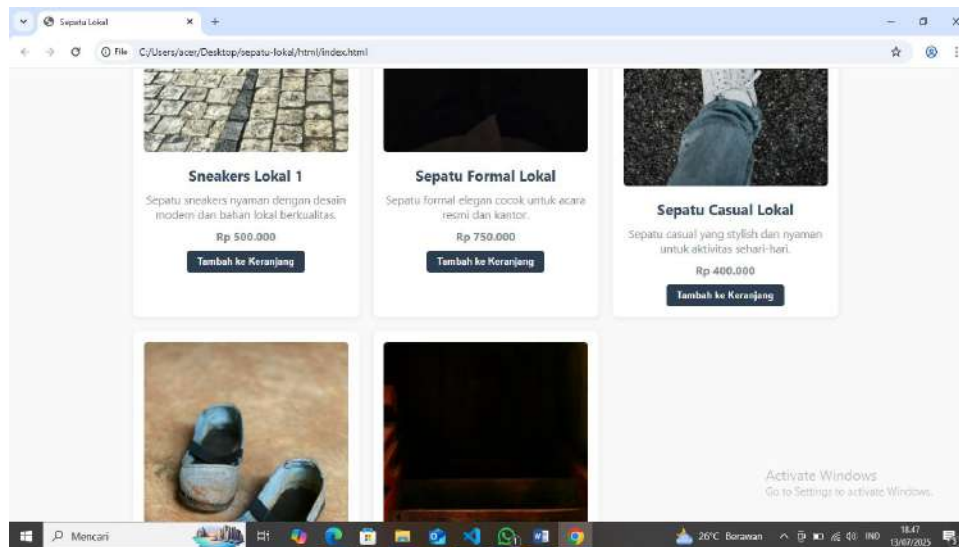 Sepatu Lokal
File C:/Users/acer/Desktop/sepatu-lokal/html/index.html
Sneakers Lokal 1
Sepatu sneakers nyaman dengan desain
modern dan bahan lokal berkualitas.
Rp 500.000
Tambah ke Keranjang
Sepatu Formal Lokal
Sepatu formal elegan cocok untuk acara
resmi dan kantor.
Rp 750.000
Tambah ke Keranjang
Sepatu Casual Lokal
Sepatu casual yang stylish dan nyaman
untuk aktivitas sehari-hari.
Rp 400.000
Tambah ke Keranjang
Activate Windows
Go to Settings to activate Windows.
Mencari
26°C Berawan
IND
18.47
13/07/2025